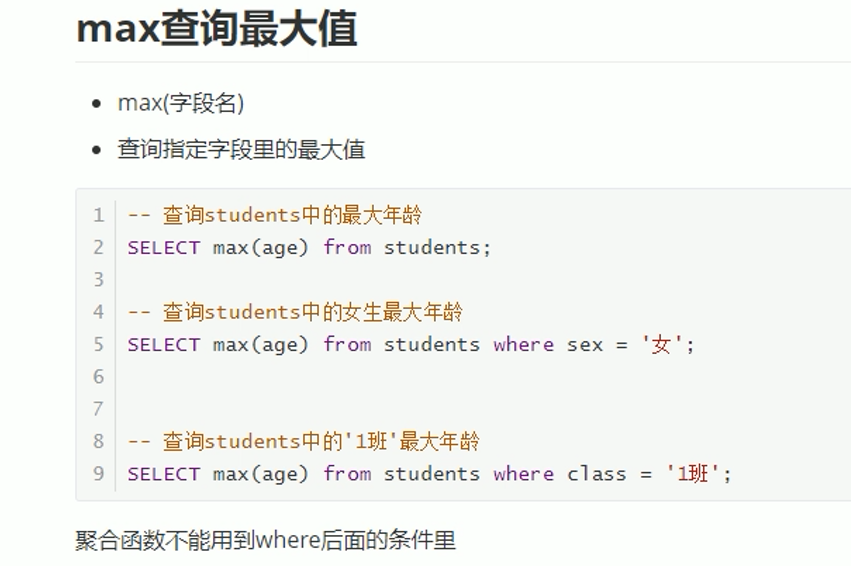 max查询最大值
max(字段名)
查询指定字段里的最大值
1 -- 查询students中的最大年龄
2 SELECT max(age) from students;
3
4 -- 查询students中的女生最大年龄
5 SELECT max(age) from students where sex = '女';
6
7
8 -- 查询students中的'1班'最大年龄
9 SELECT max(age) from students where class = '1班';
聚合函数不能用到where后面的条件里